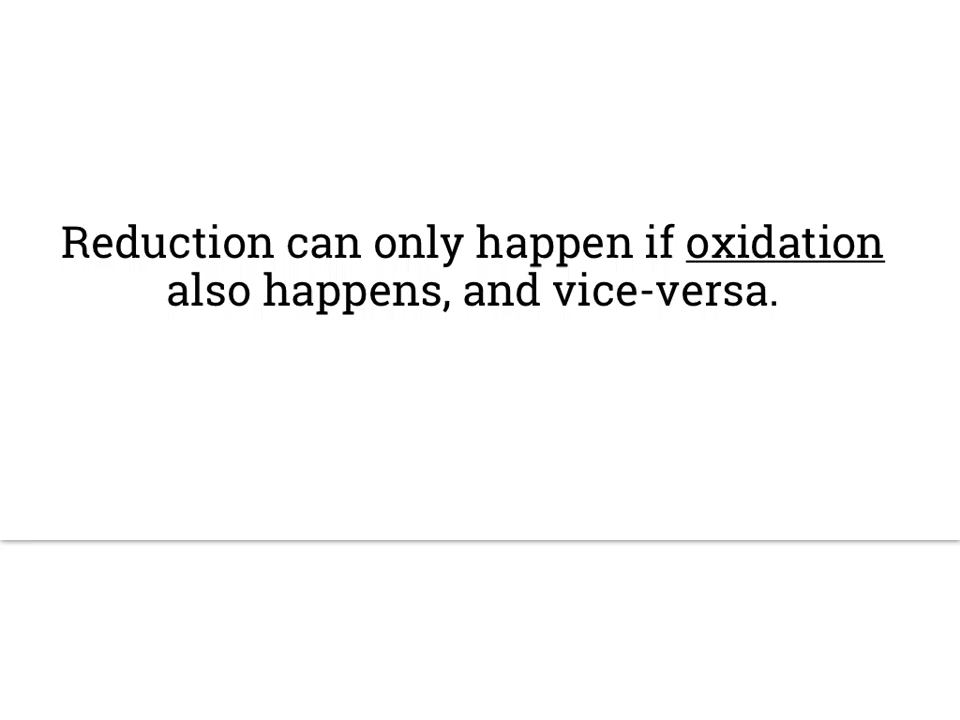 Reduction can only happen if oxidation
also happens, and vice-versa.